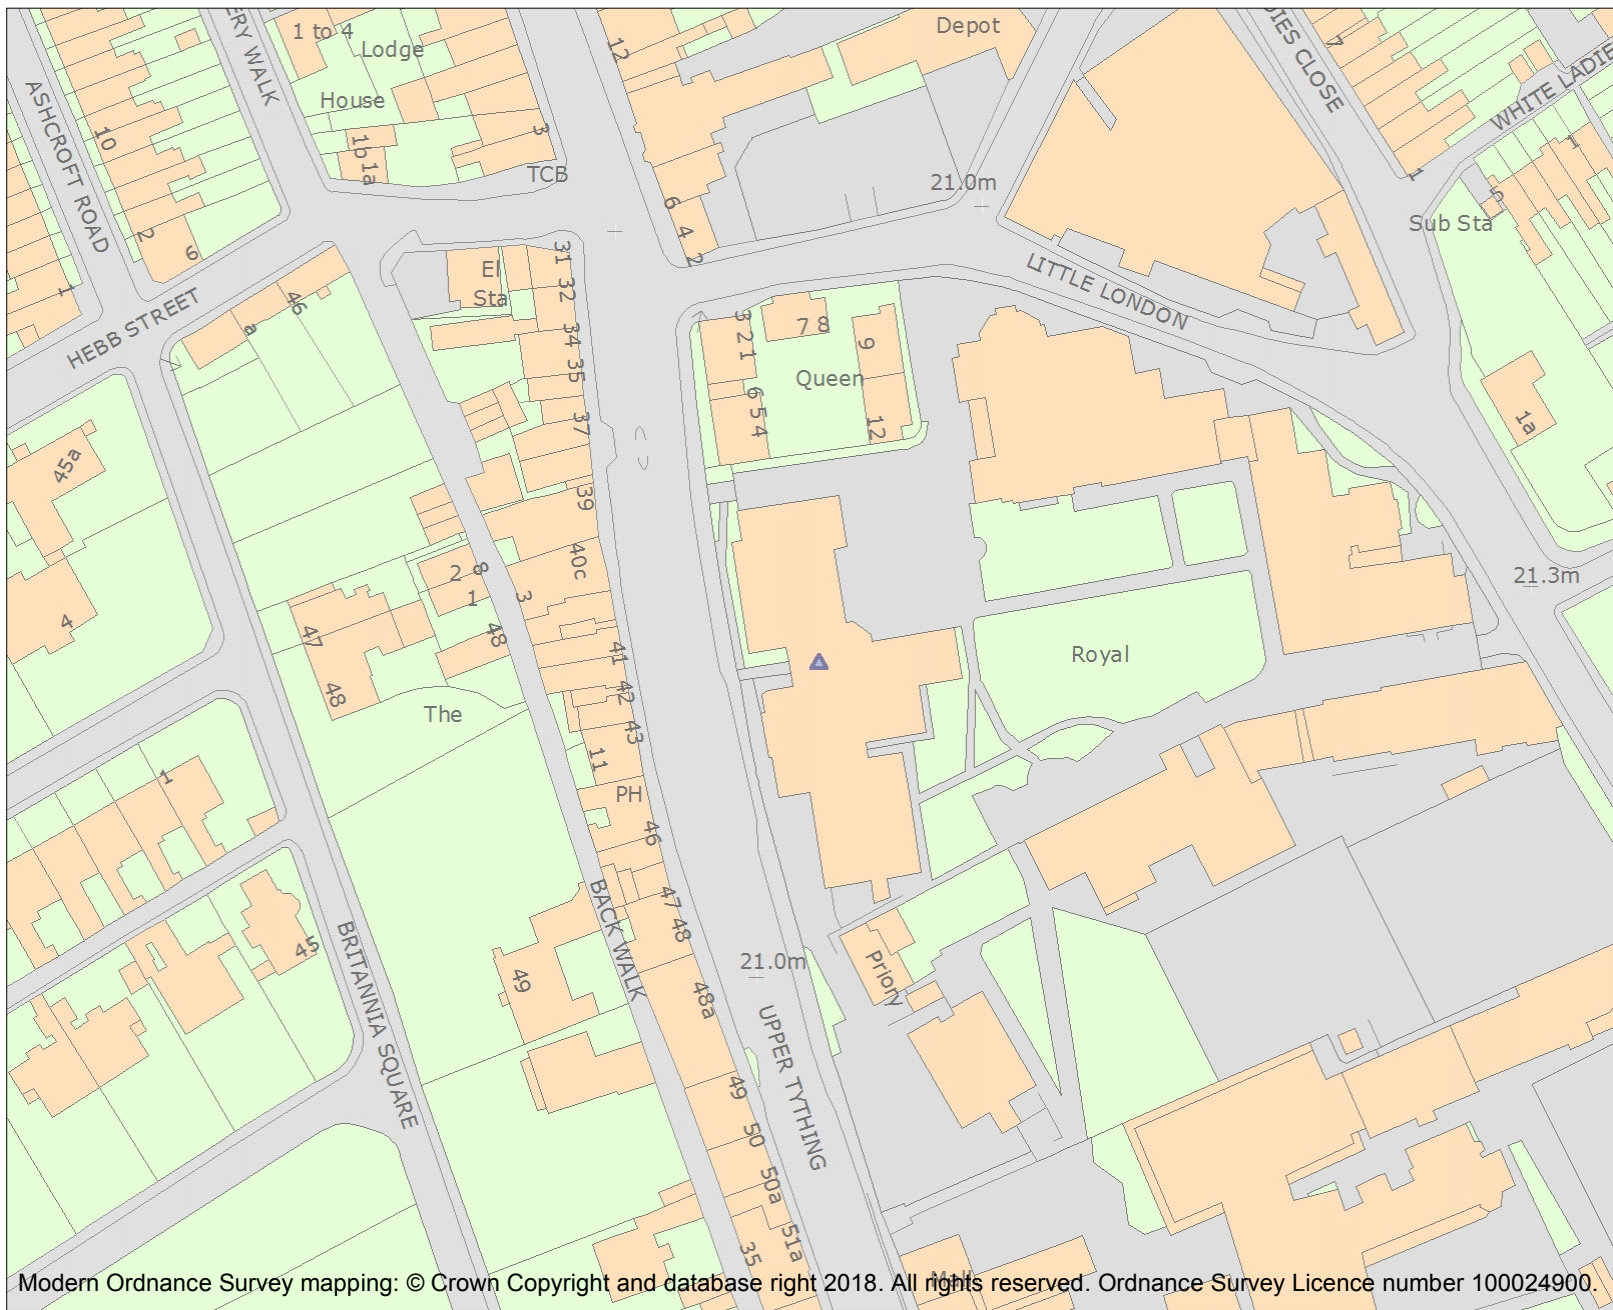 1 to 4
Lodge
House
ERY WALK
12
Depot
7
DIES CLOSE
WHITE LADIE
ASHCROFT ROAD
10
1b
1a
3
TCB
21.0m
1
1
5
Sub Sta
2
6
6
4
2
1
El
Sta
31
32
34
35
37
39
40c
HEBB STREET
a
46
LITTLE LONDON
3 2 1
7 8
9
Queen
6 5 4
12
1a
45a
4
2
8
1
3
48
47
48
The
41
42
43
11
PH
46
47
48
Royal
21.3m
1
45
BACK WALK
49
BRITANNIA SQUARE
48a
21.0m
Priory
UPPER TYTHING
49
50
50a
51a
35
Modern Ordnance Survey mapping: © Crown Copyright and database right 2018. All rights reserved. Ordnance Survey Licence number 100024900.